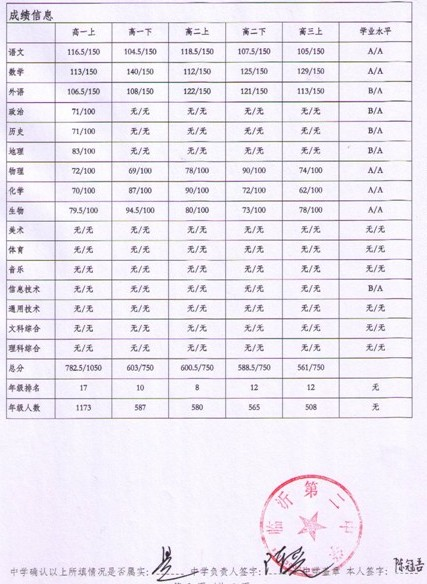 成绩信息
高一上 高一下 高二上 高二下 高三上 学业水平
语文 116.5/150 104.5/150 118.5/150 107.5/150 105/150 A/A
数学 113/150 140/150 112/150 125/150 129/150 A/A
外语 106.5/150 108/150 122/150 121/150 113/150 B/A
政治 71/100 无/无 无/无 无/无 无/无 B/A
历史 71/100 无/无 无/无 无/无 无/无 B/A
地理 83/100 无/无 无/无 无/无 无/无 B/A
物理 72/100 69/100 78/100 90/100 74/100 A/A
化学 70/100 87/100 90/100 72/100 62/100 A/A
生物 79.5/100 94.5/100 80/100 73/100 78/100 A/A
美术 无/无 无/无 无/无 无/无 无/无 无/无
体育 无/无 无/无 无/无 无/无 无/无 无/无
音乐 无/无 无/无 无/无 无/无 无/无 无/无
信息技术 无/无 无/无 无/无 无/无 无/无 B/A
通用技术 无/无 无/无 无/无 无/无 无/无 无/无
文科综合 无/无 无/无 无/无 无/无 无/无 无/无
理科综合 无/无 无/无 无/无 无/无 无/无 无/无
总分 782.5/1050 603/750 600.5/750 588.5/750 561/750
年级排名 17 10 8 12 12 无
年级人数 1173 587 580 565 508 无
临沂第二中
中学确认以上所填情况是否属实: 是 中学负责人签字: 中学盖章 本人签字: